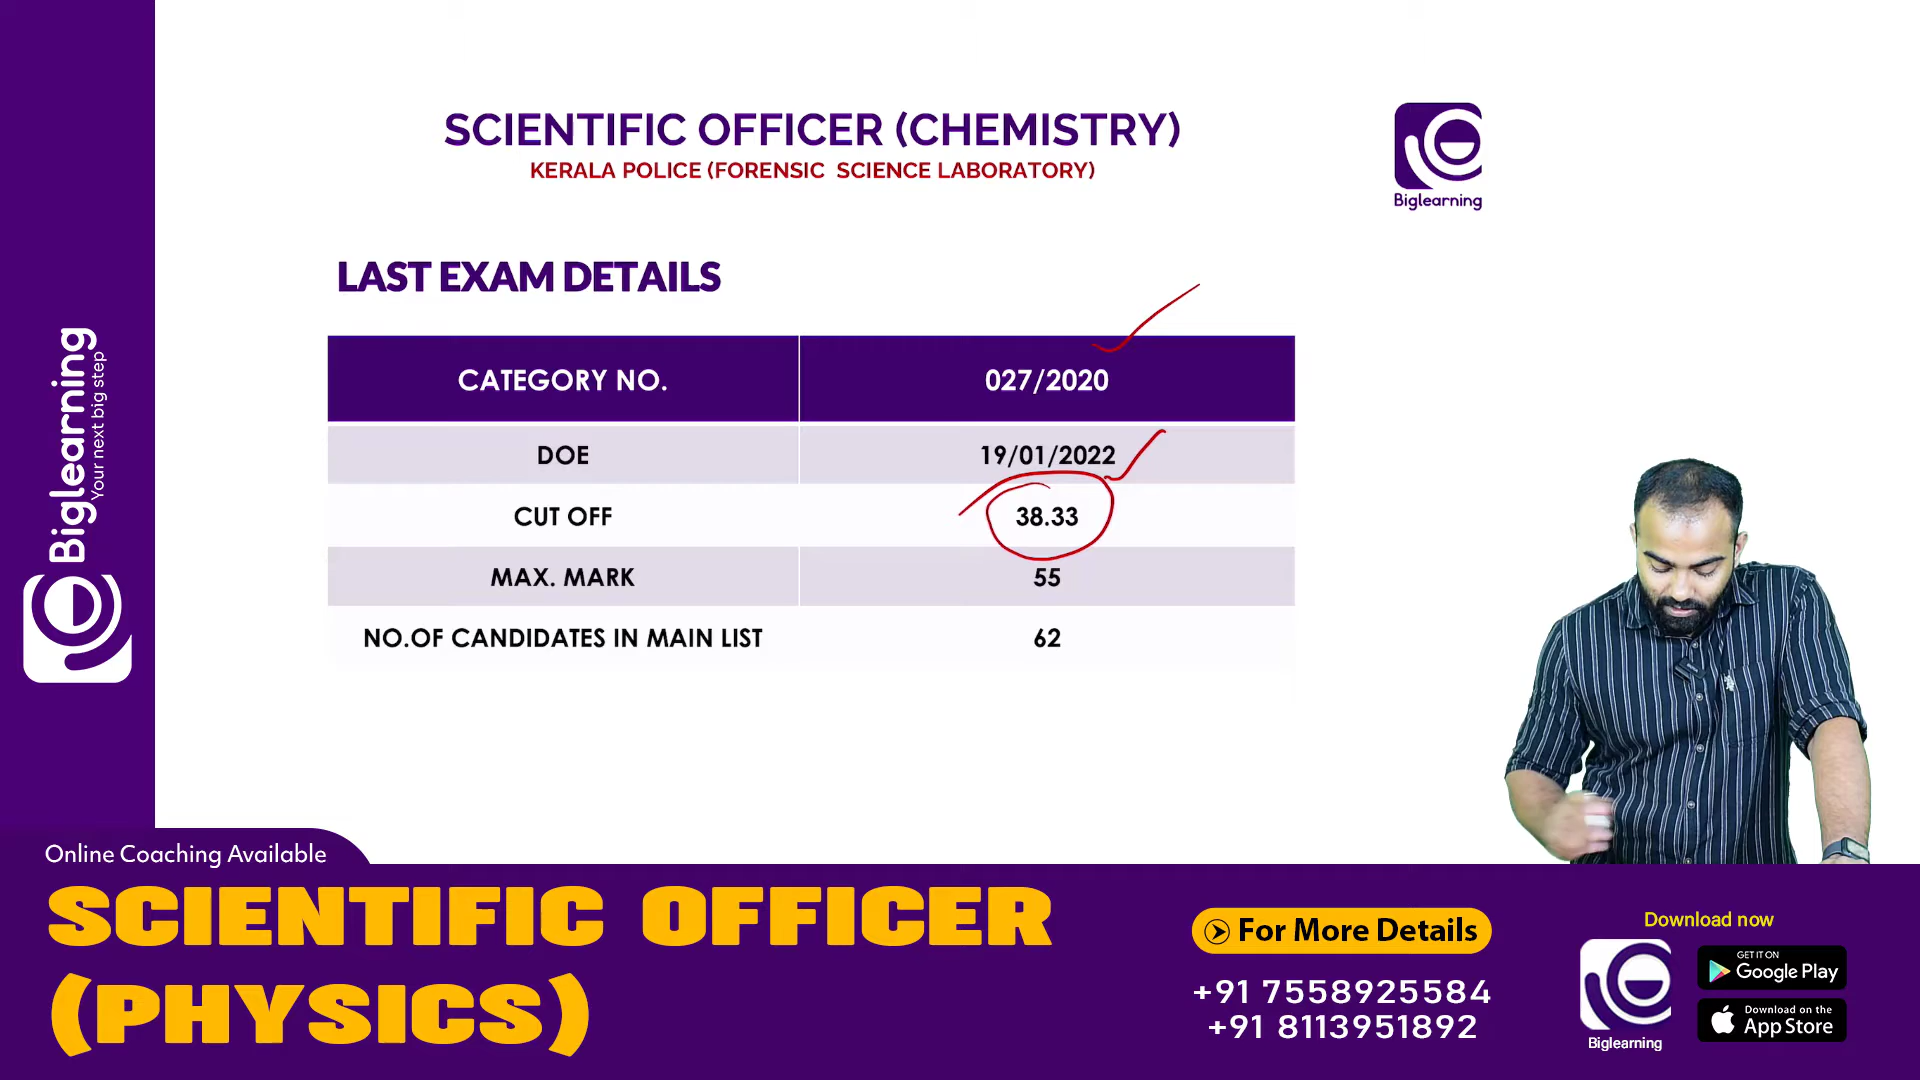 SCIENTIFIC OFFICER (CHEMISTRY)
KERALA POLICE (FORENSIC SCIENCE LABORATORY)
Biglearning
LAST EXAM DETAILS
CATEGORY NO. 027/2020
DOE 19/01/2022
CUT OFF 38.33
MAX. MARK 55
NO.OF CANDIDATES IN MAIN LIST 62
Biglearning
Your next big step
Online Coaching Available
SCIENTIFIC OFFICER
(PHYSICS)
For More Details
+91 7558925584
+91 8113951892
Download now
Biglearning
GET IT ON
Google Play
Download on the
App Store